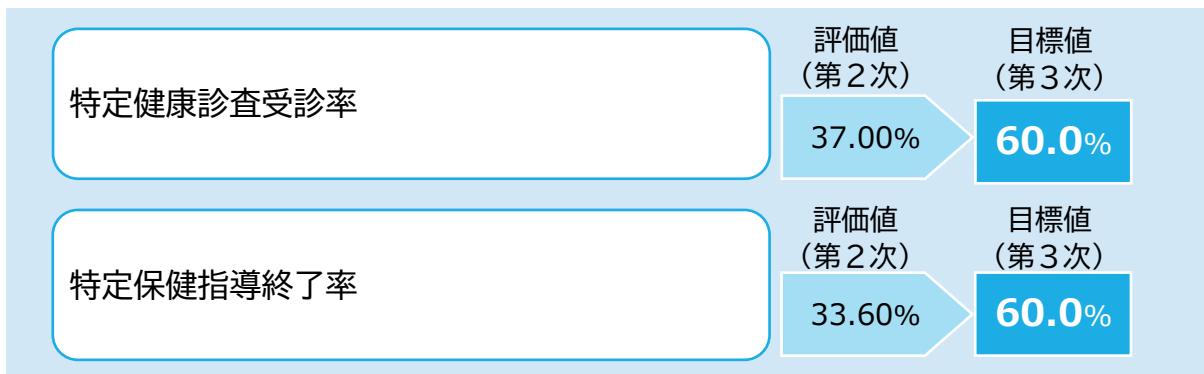 特定健康診査受診率
評価値
（第２次）
目標値
（第３次）
37.00%
60.0%
特定保健指導終了率
評価値
（第２次）
目標値
（第３次）
33.60%
60.0%